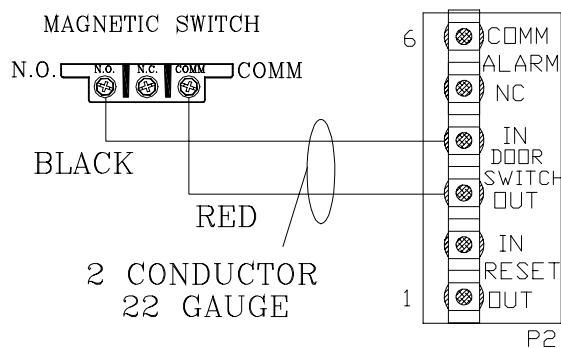 MAGNETIC SWITCH
N.O. N.O. N.C. COMM COMM
BLACK
RED
2 CONDUCTOR
22 GAUGE
6 COMM
ALARM
NC
IN
DOOR
SWITCH
OUT
IN
RESET
1 OUT
P2